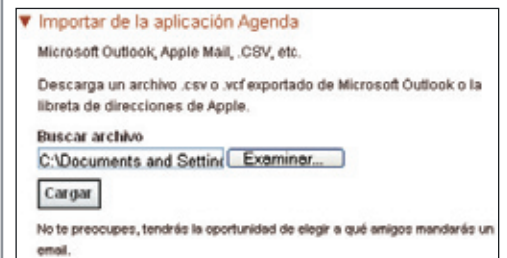 Importar de la aplicación Agenda
Microsoft Outlook, Apple Mail, .CSV, etc.
Descarga un archivo .csv o .vcf exportado de Microsoft Outlook o la
libreta de direcciones de Apple.
Buscar archivo
C:\Documents and Setting Examinar...
Cargar
No te preocupes, tendrás la oportunidad de elegir a qué amigos mandarás un
email.